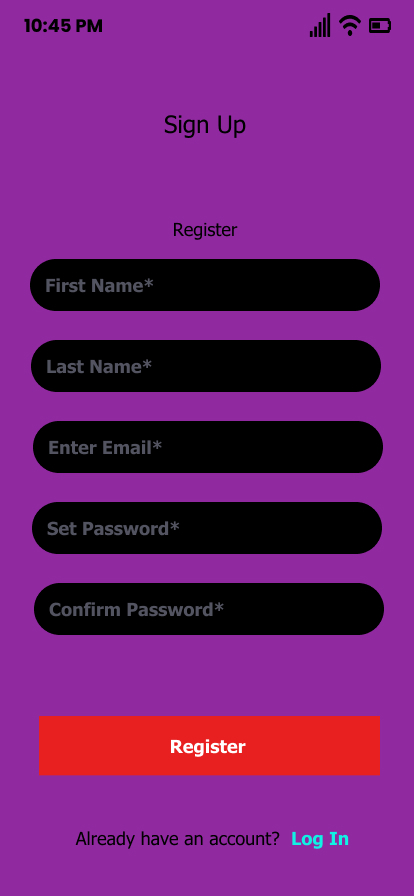 10:45 PM
Sign Up
Register
First Name*
Last Name*
Enter Email*
Set Password*
Confirm Password*
Register
Already have an account? Log In